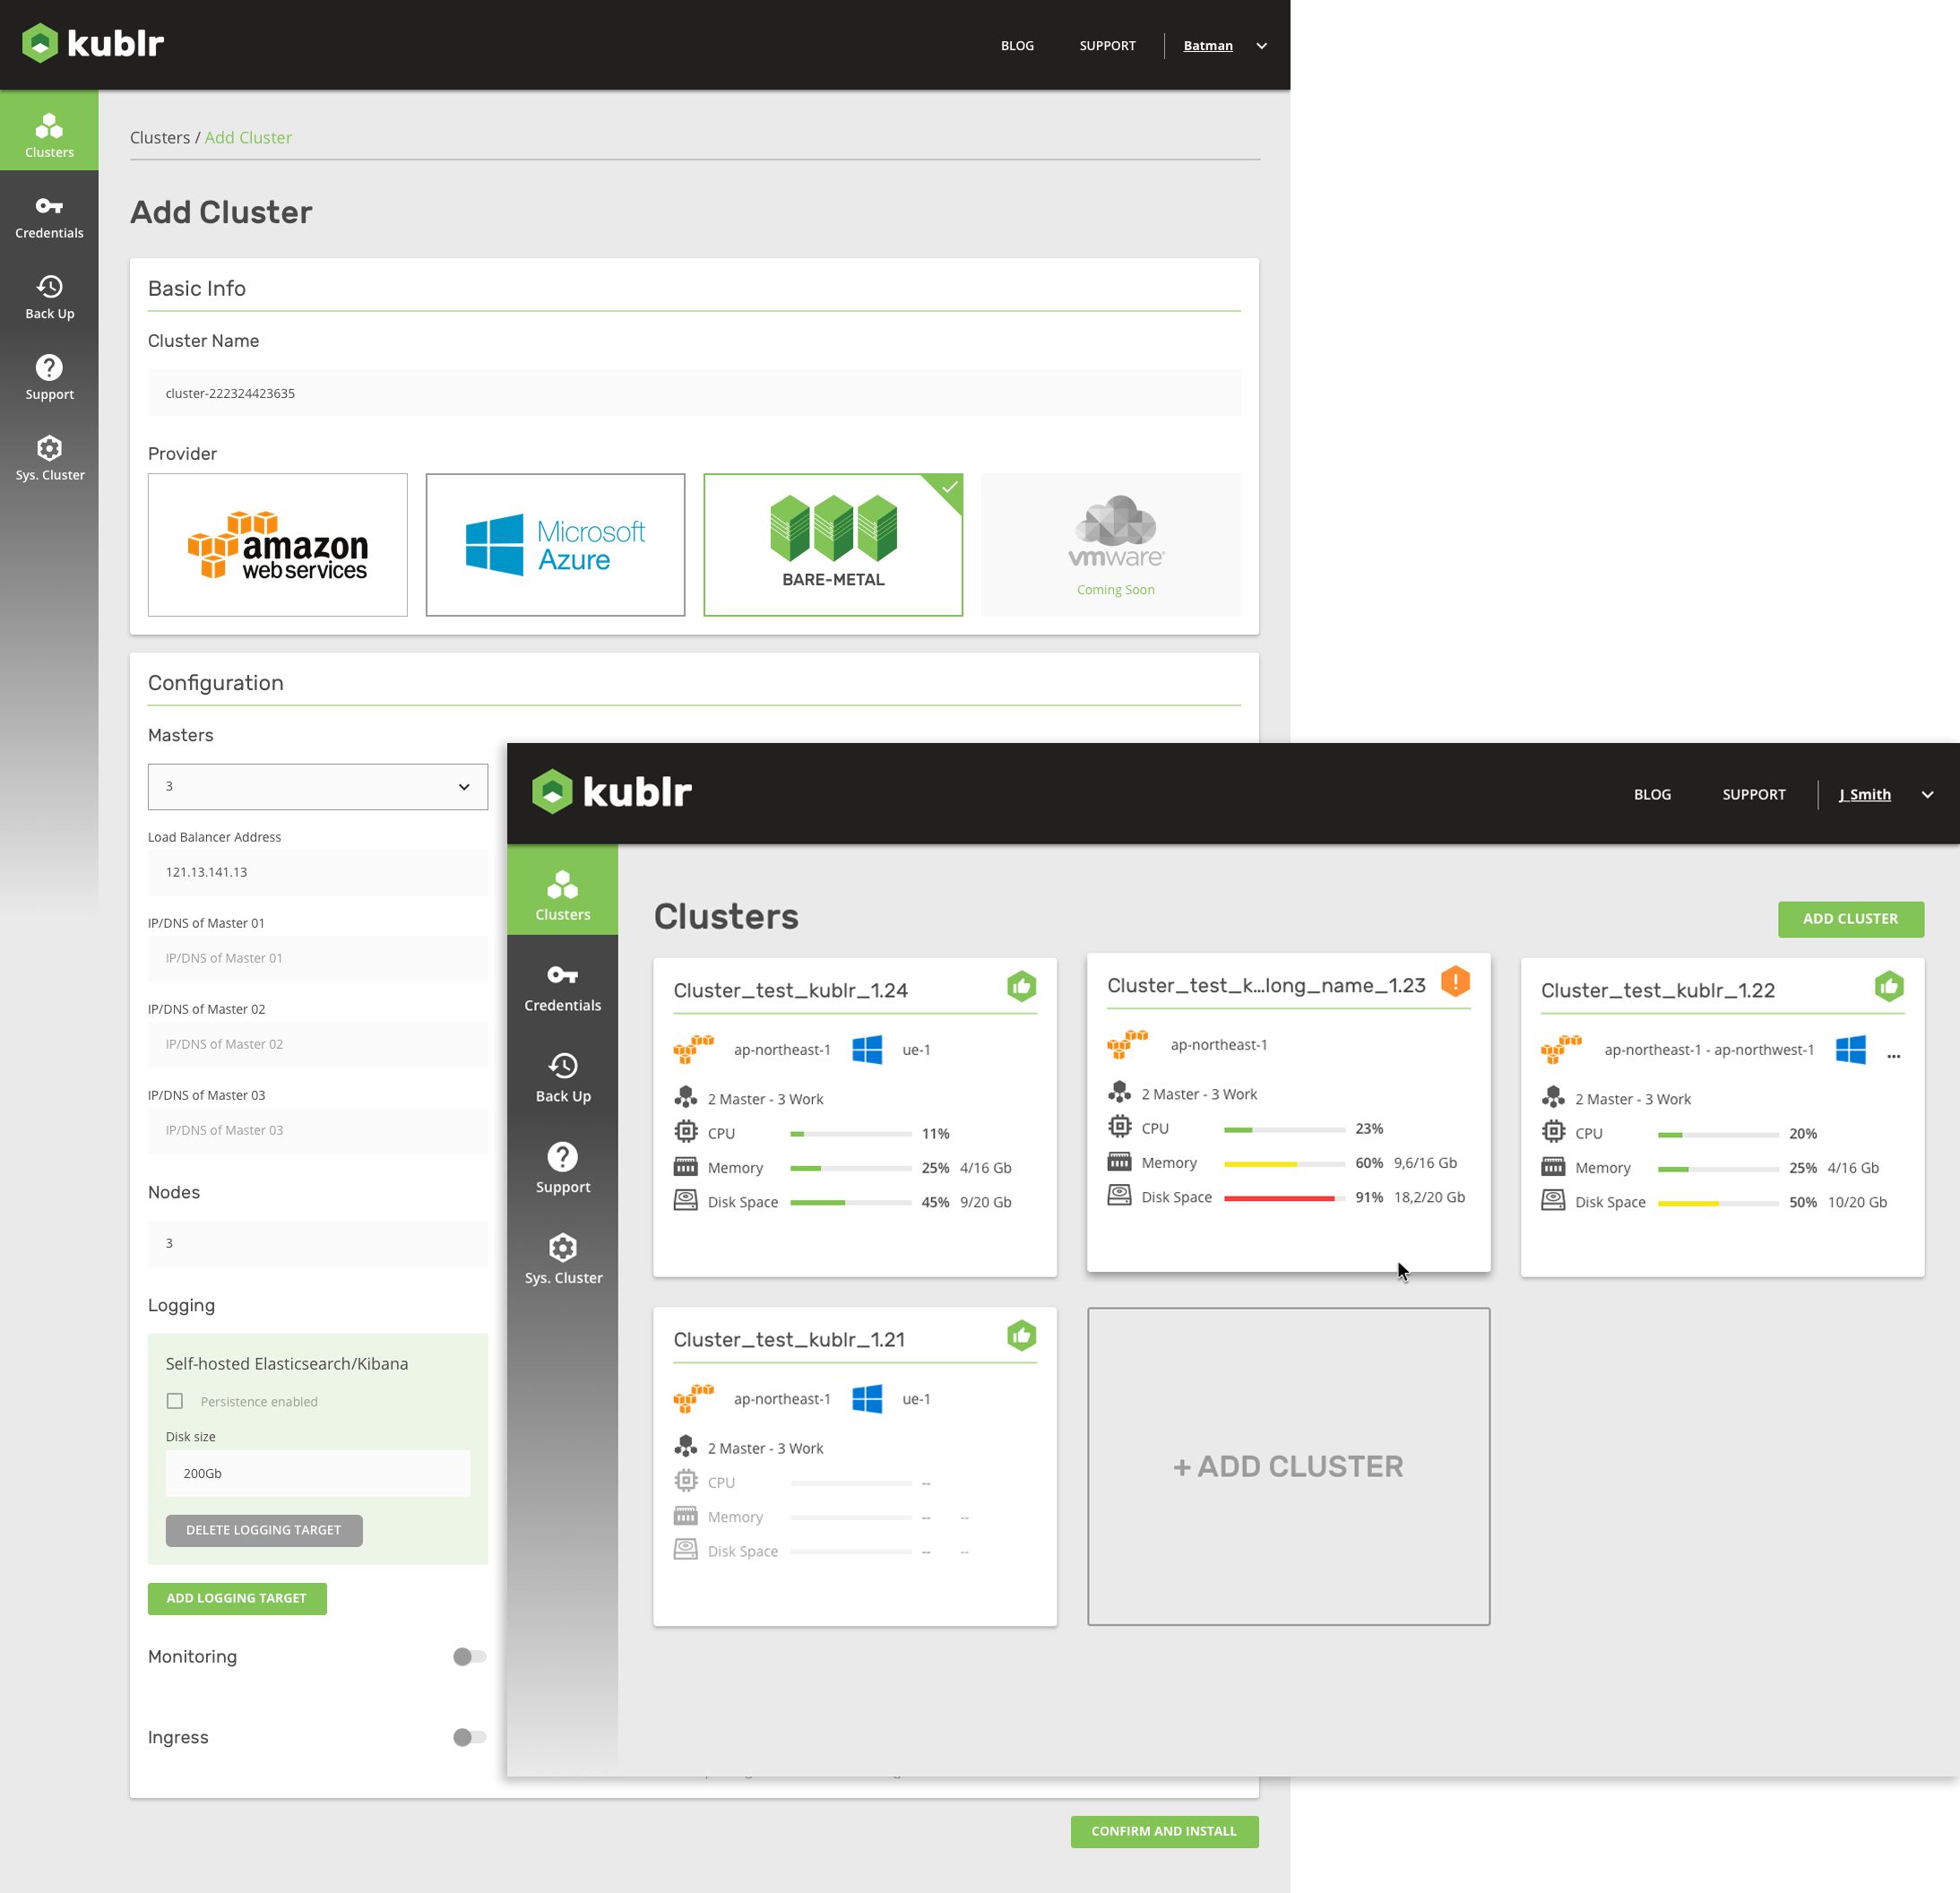 kublr
BLOG SUPPORT Batman
Clusters
Credentials
Back Up
Support
Sys. Cluster
Clusters / Add Cluster
Add Cluster
Basic Info
Cluster Name
cluster-222324423635
Provider
amazon
webservices
Microsoft
Azure
BARE-METAL
vmware
Coming Soon
Configuration
Masters
3
Load Balancer Address
121.13.141.13
IP/DNS of Master 01
IP/DNS of Master 01
IP/DNS of Master 02
IP/DNS of Master 02
IP/DNS of Master 03
IP/DNS of Master 03
Nodes
3
Logging
Self-hosted Elasticsearch/Kibana
Persistence enabled
Disk size
200Gb
DELETE LOGGING TARGET
ADD LOGGING TARGET
Monitoring
Ingress
CONFIRM AND INSTALL
kublr
BLOG SUPPORT J_Smith
Clusters
Credentials
Back Up
Support
Sys. Cluster
Clusters
ADD CLUSTER
Cluster_test_kublr_1.24
ap-northeast-1 ue-1
2 Master - 3 Work
CPU 11%
Memory 25% 4/16 Gb
Disk Space 45% 9/20 Gb
Cluster_test_k...long_name_1.23
ap-northeast-1
2 Master - 3 Work
CPU 23%
Memory 60% 9,6/16 Gb
Disk Space 91% 18,2/20 Gb
Cluster_test_kublr_1.22
ap-northeast-1 - ap-northwest-1 ...
2 Master - 3 Work
CPU 20%
Memory 25% 4/16 Gb
Disk Space 50% 10/20 Gb
Cluster_test_kublr_1.21
ap-northeast-1 ue-1
2 Master - 3 Work
CPU --
Memory -- --
Disk Space -- --
+ ADD CLUSTER